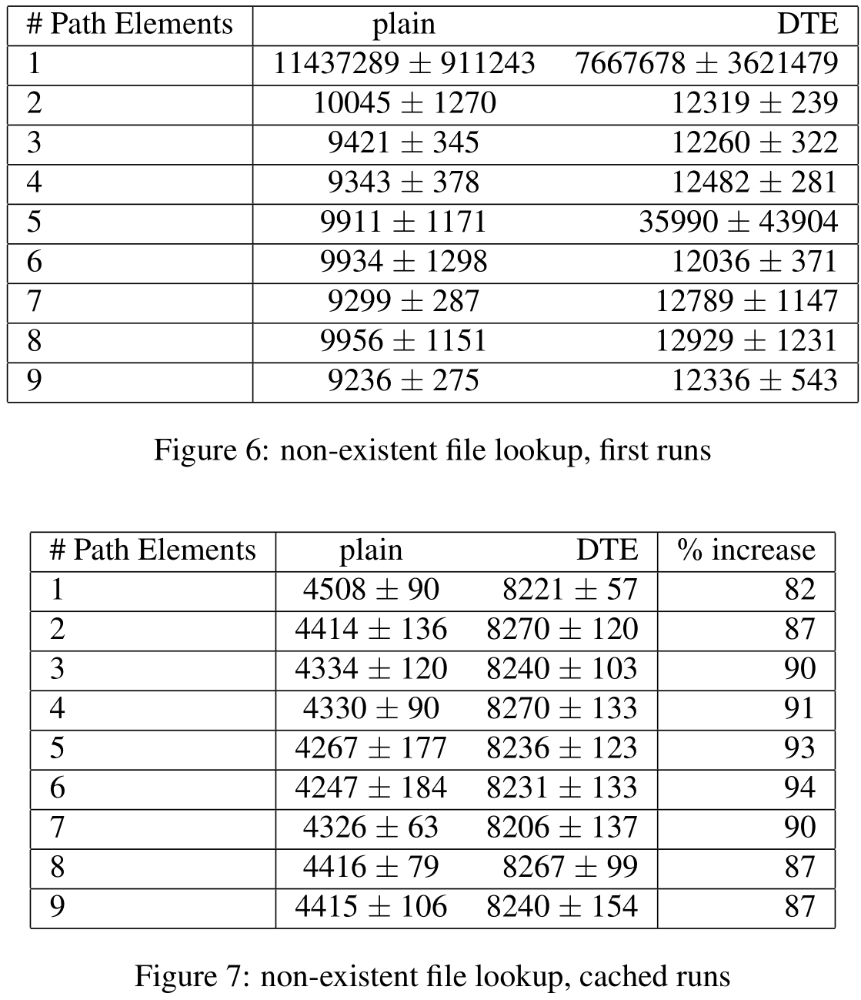 # Path Elements plain DTE
1 11437289 ± 911243 7667678 ± 3621479
2 10045 ± 1270 12319 ± 239
3 9421 ± 345 12260 ± 322
4 9343 ± 378 12482 ± 281
5 9911 ± 1171 35990 ± 43904
6 9934 ± 1298 12036 ± 371
7 9299 ± 287 12789 ± 1147
8 9956 ± 1151 12929 ± 1231
9 9236 ± 275 12336 ± 543
Figure 6: non-existent file lookup, first runs
# Path Elements plain DTE % increase
1 4508 ± 90 8221 ± 57 82
2 4414 ± 136 8270 ± 120 87
3 4334 ± 120 8240 ± 103 90
4 4330 ± 90 8270 ± 133 91
5 4267 ± 177 8236 ± 123 93
6 4247 ± 184 8231 ± 133 94
7 4326 ± 63 8206 ± 137 90
8 4416 ± 79 8267 ± 99 87
9 4415 ± 106 8240 ± 154 87
Figure 7: non-existent file lookup, cached runs